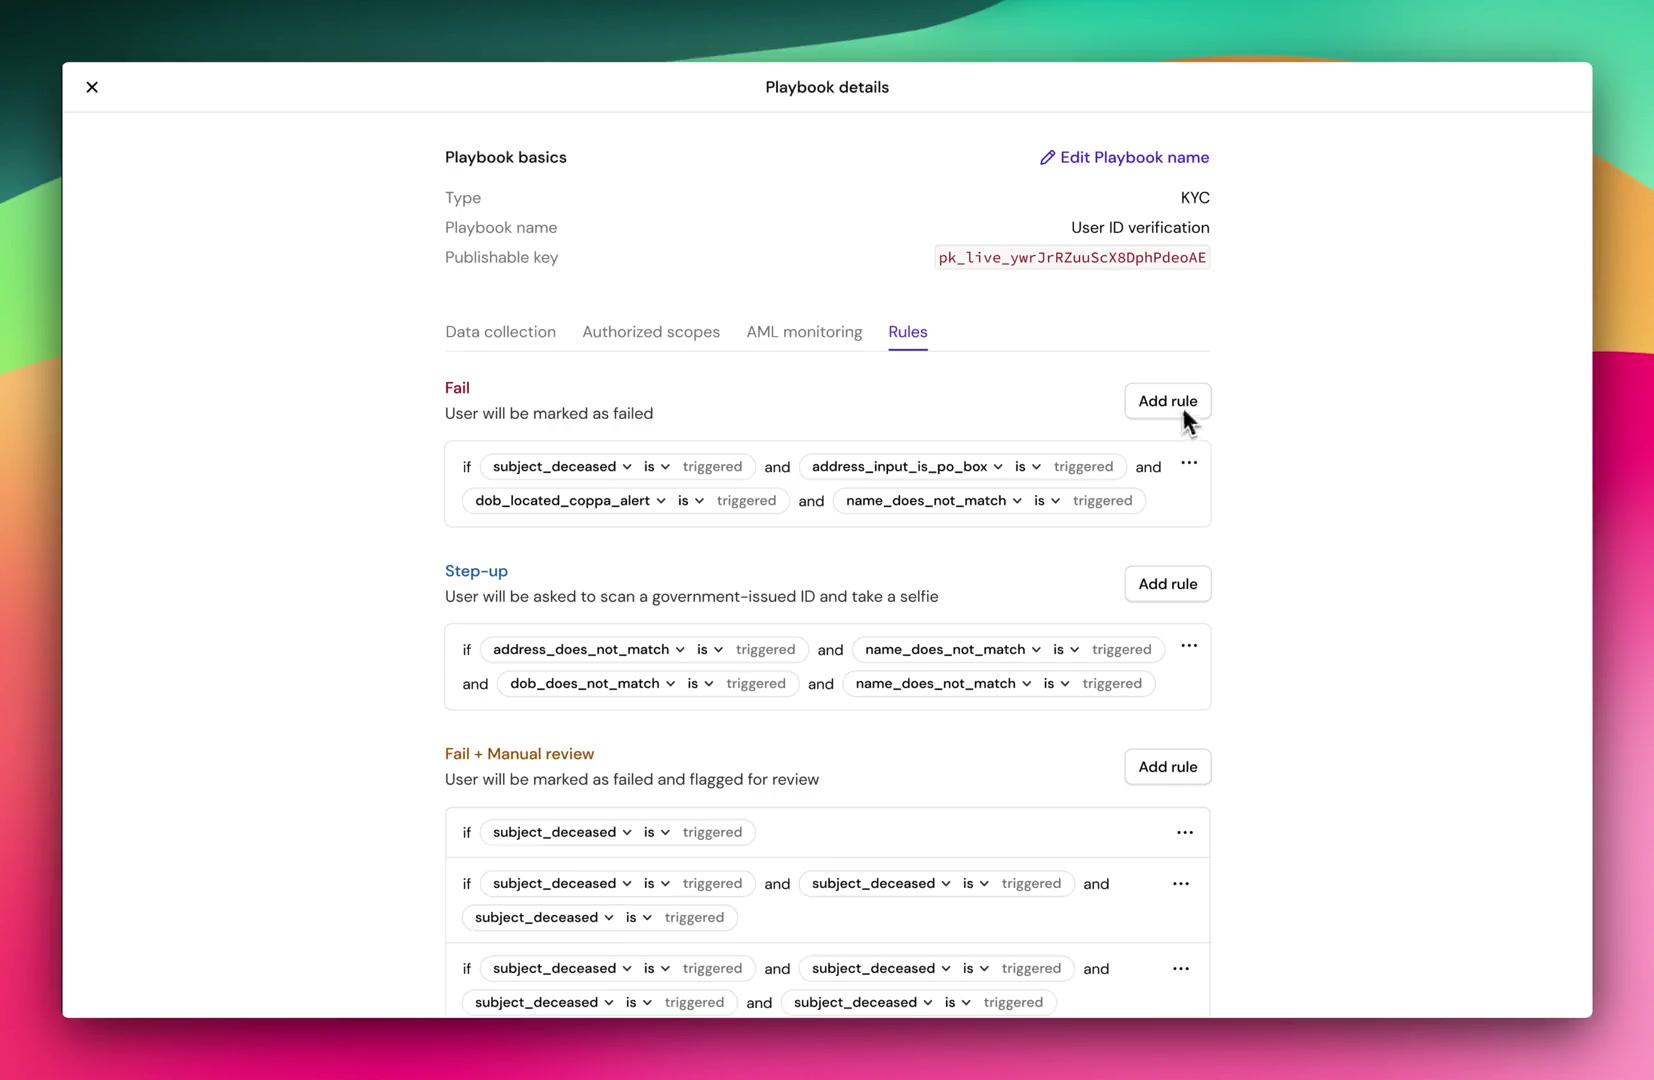 Playbook details
Playbook basics
Edit Playbook name
Type
KYC
Playbook name
User ID verification
Publishable key
pk_live_ywrJrRZuuScX8DphPdeoAE
Data collection Authorized scopes AML monitoring Rules
Fail
User will be marked as failed
Add rule
if subject_deceased is triggered and address_input_is_po_box is triggered and
dob_located_coppa_alert is triggered and name_does_not_match is triggered
Step-up
User will be asked to scan a government-issued ID and take a selfie
Add rule
if address_does_not_match is triggered and name_does_not_match is triggered
and dob_does_not_match is triggered and name_does_not_match is triggered
Fail + Manual review
User will be marked as failed and flagged for review
Add rule
if subject_deceased is triggered
if subject_deceased is triggered and subject_deceased is triggered and
subject_deceased is triggered
if subject_deceased is triggered and subject_deceased is triggered and
subject_deceased is triggered and subject_deceased is triggered